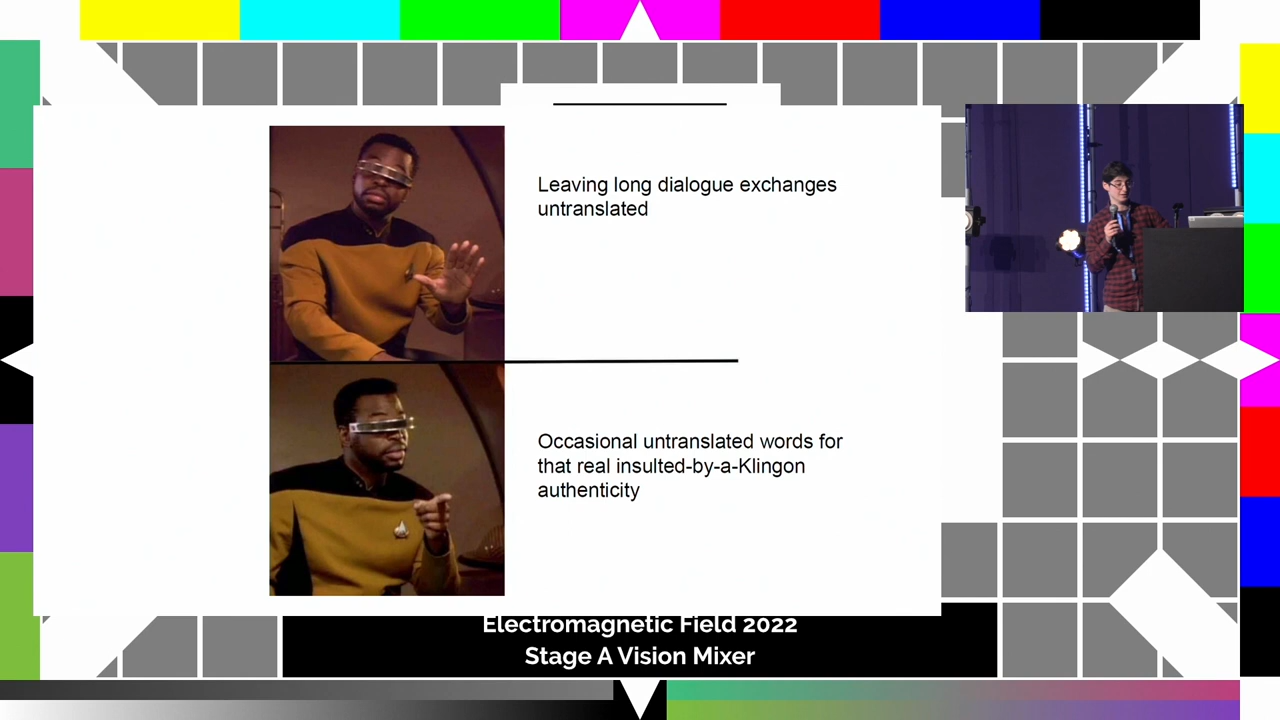 Leaving long dialogue exchanges
untranslated
Occasional untranslated words for
that real insulted-by-a-Klingon
authenticity
Electromagnetic Field 2022
Stage A Vision Mixer